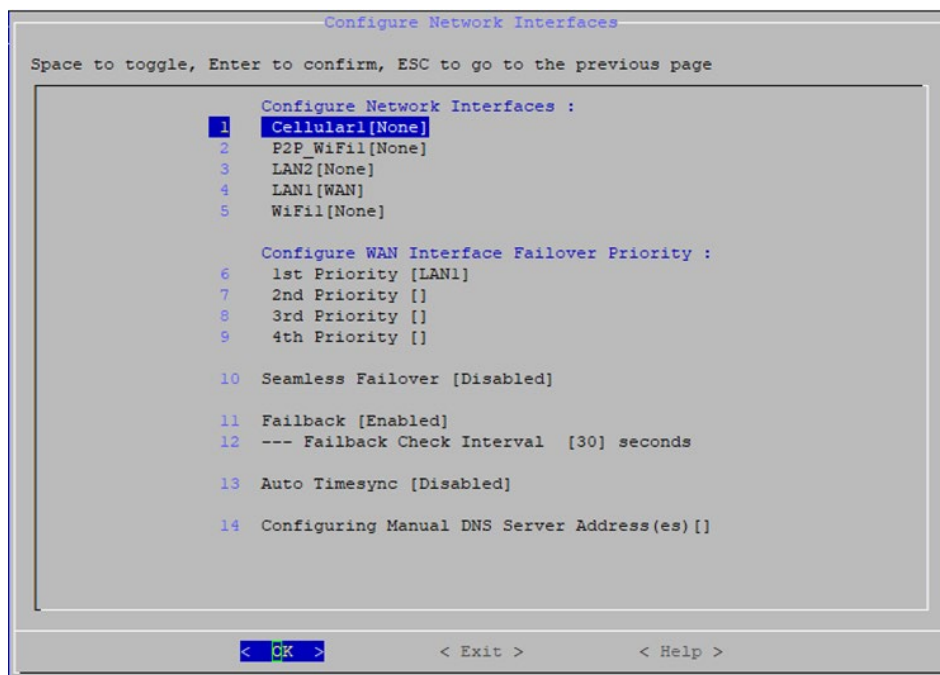 Configure Network Interfaces
Space to toggle, Enter to confirm, ESC to go to the previous page
Configure Network Interfaces :
1 Cellular1[None]
2 P2P_WiFi1[None]
3 LAN2[None]
4 LAN1[WAN]
5 WiFi1[None]
Configure WAN Interface Failover Priority :
6 1st Priority [LAN1]
7 2nd Priority []
8 3rd Priority []
9 4th Priority []
10 Seamless Failover [Disabled]
11 Failback [Enabled]
12 --- Failback Check Interval [30] seconds
13 Auto Timesync [Disabled]
14 Configuring Manual DNS Server Address(es)[]
< OK > < Exit > < Help >